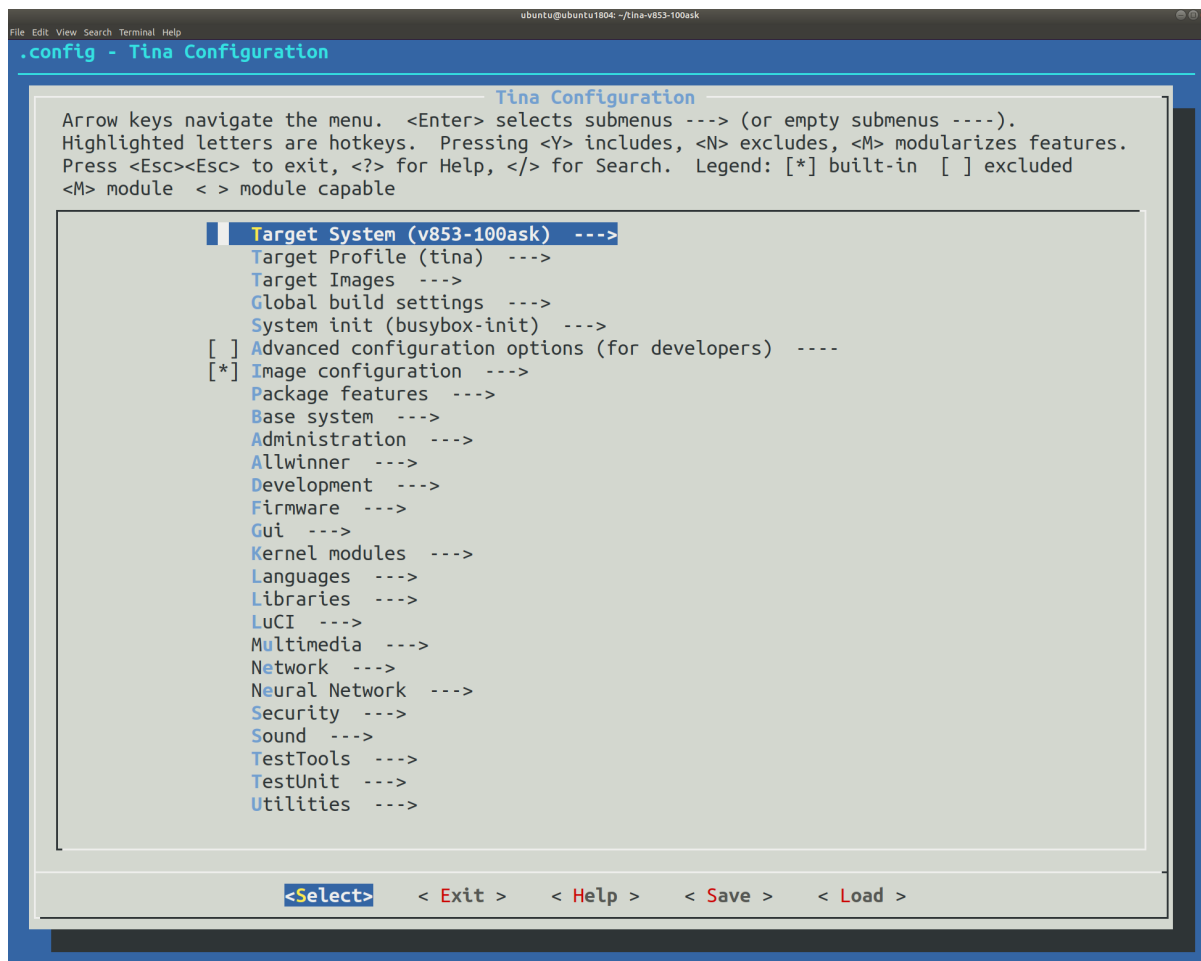 ubuntu@ubuntu1804: ~/tina-v853-100ask
File Edit View Search Terminal Help
.config - Tina Configuration
Tina Configuration
Arrow keys navigate the menu.  <Enter> selects submenus ---> (or empty submenus ----).
Highlighted letters are hotkeys.  Pressing <Y> includes, <N> excludes, <M> modularizes features.
Press <Esc><Esc> to exit, <?> for Help, </> for Search.  Legend: [*] built-in  [ ] excluded
<M> module  < > module capable
Target System (v853-100ask)  --->
Target Profile (tina)  --->
Target Images  --->
Global build settings  --->
System init (busybox-init)  --->
[ ] Advanced configuration options (for developers)  ----
[*] Image configuration  --->
Package features  --->
Base system  --->
Administration  --->
Allwinner  --->
Development  --->
Firmware  --->
Gui  --->
Kernel modules  --->
Languages  --->
Libraries  --->
LuCI  --->
Multimedia  --->
Network  --->
Neural Network  --->
Security  --->
Sound  --->
TestTools  --->
TestUnit  --->
Utilities  --->
<Select>    < Exit >    < Help >    < Save >    < Load >